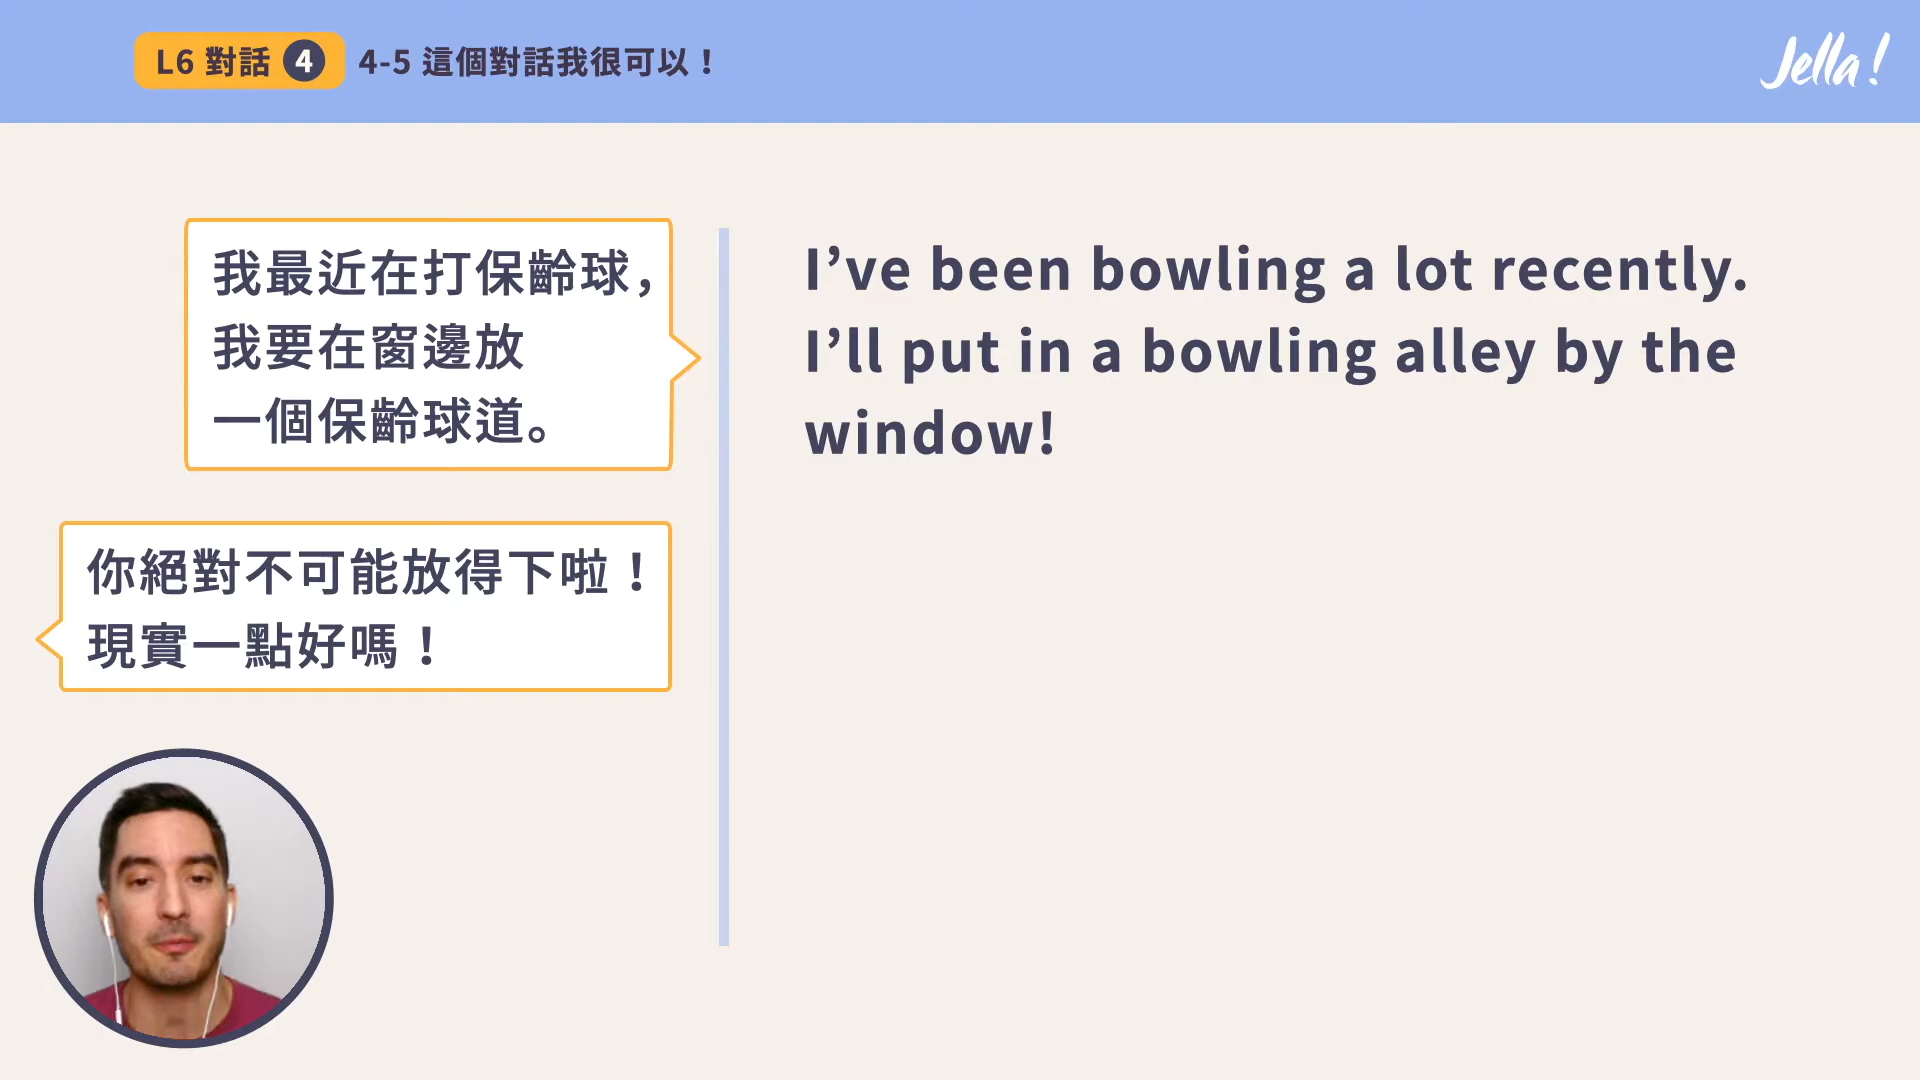 L6 對話 4 4-5 這個對話我很可以！
Jella!
我最近在打保齡球，
我要在窗邊放
一個保齡球道。
I’ve been bowling a lot recently.
I’ll put in a bowling alley by the
window!
你絕對不可能放得下啦！
現實一點好嗎！